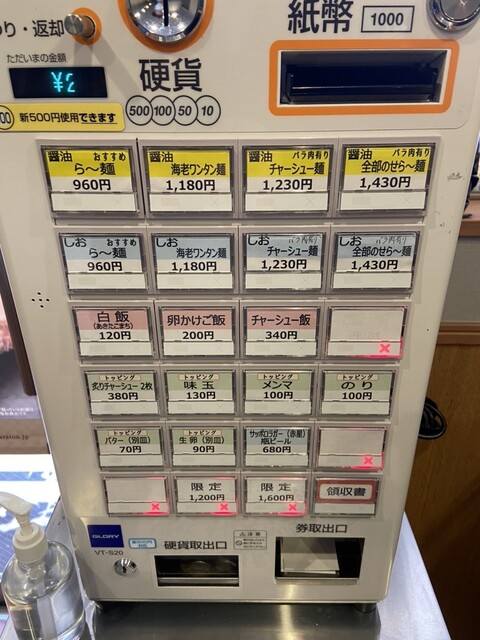 紙幣
1000
り・返却
ただいまの金額
硬貨
500 100 50 10
新500円使用できます
醤油 おすすめ
ら〜麺
960円
醤油
海老ワンタン麺
1,180円
醤油 バラ肉有り
チャーシュー麺
1,230円
醤油 バラ肉有り
全部のせら〜麺
1,430円
しお おすすめ
ら〜麺
960円
しお
海老ワンタン麺
1,180円
しお バラ肉有り
チャーシュー麺
1,230円
しお バラ肉有り
全部のせら〜麺
1,430円
白飯
(あきたこまち)
120円
卵かけご飯
200円
チャーシュー飯
340円
トッピング
炙りチャーシュー2枚
380円
トッピング
味玉
130円
トッピング
メンマ
100円
トッピング
のり
100円
トッピング
バター(別皿)
70円
トッピング
生卵(別皿)
90円
サッポロラガー(赤星)
瓶ビール
680円
限定
1,200円
限定
1,600円
領収書
GLORY
VT-S20
硬貨取出口
注意
券取出口